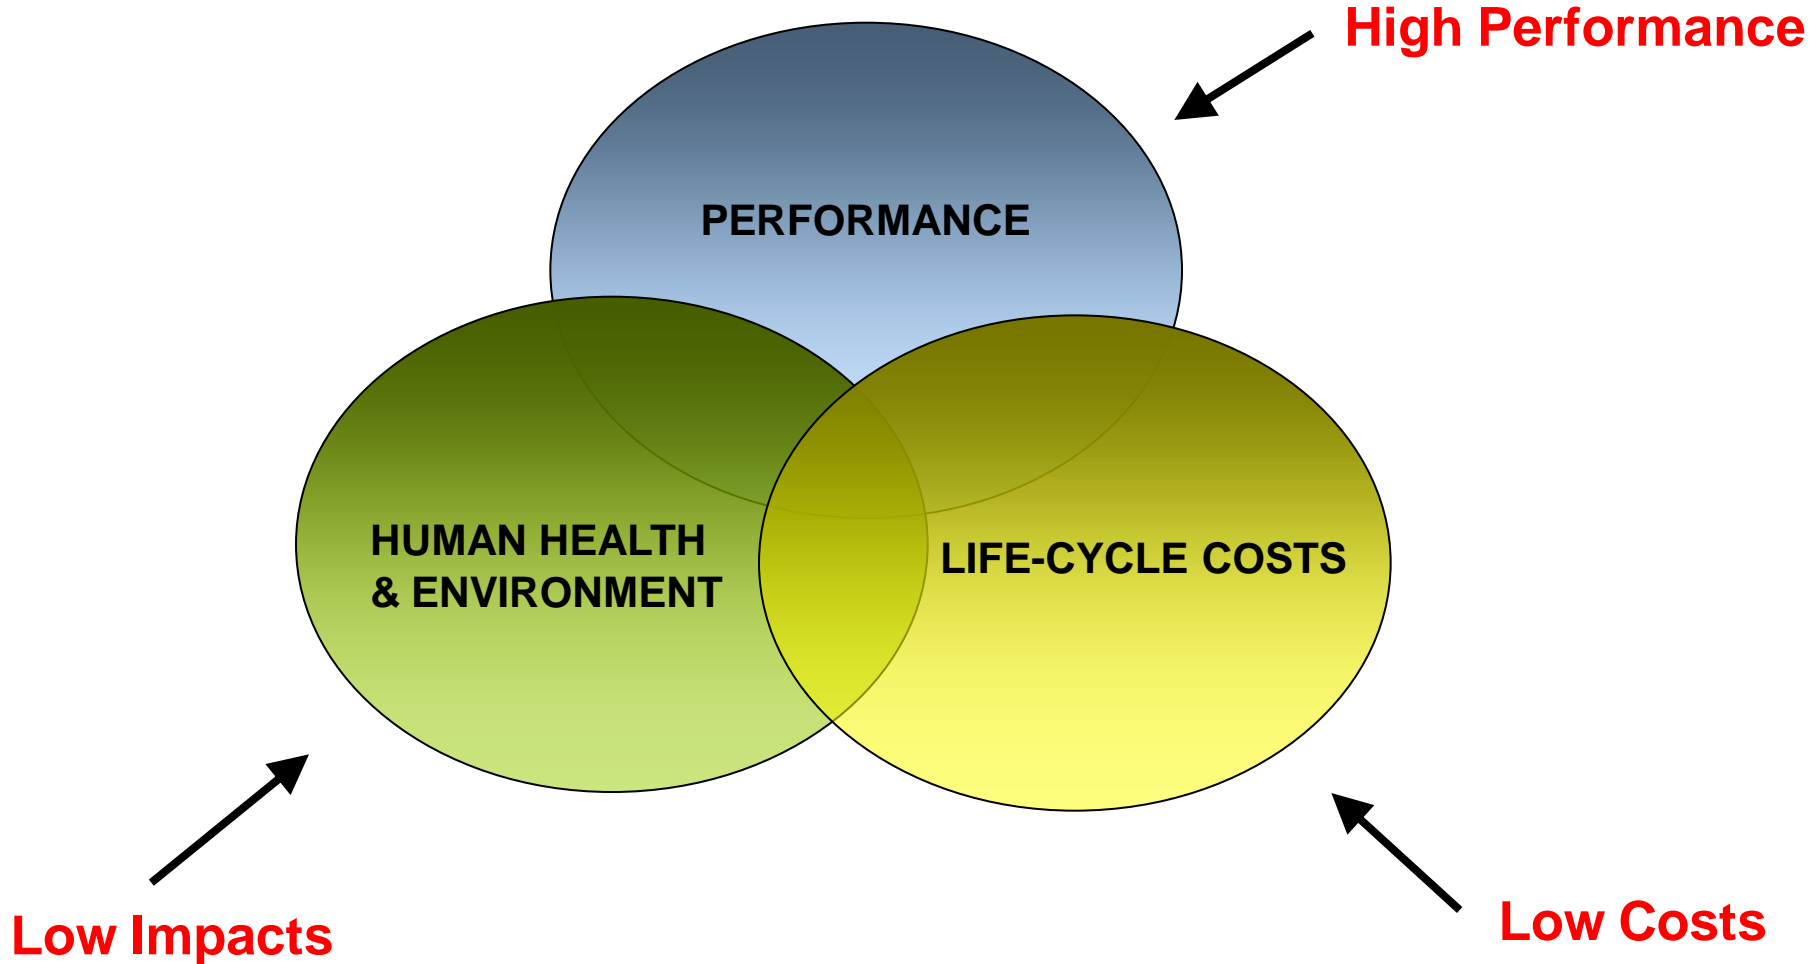 High Performance
PERFORMANCE
HUMAN HEALTH
& ENVIRONMENT
LIFE-CYCLE COSTS
Low Impacts
Low Costs